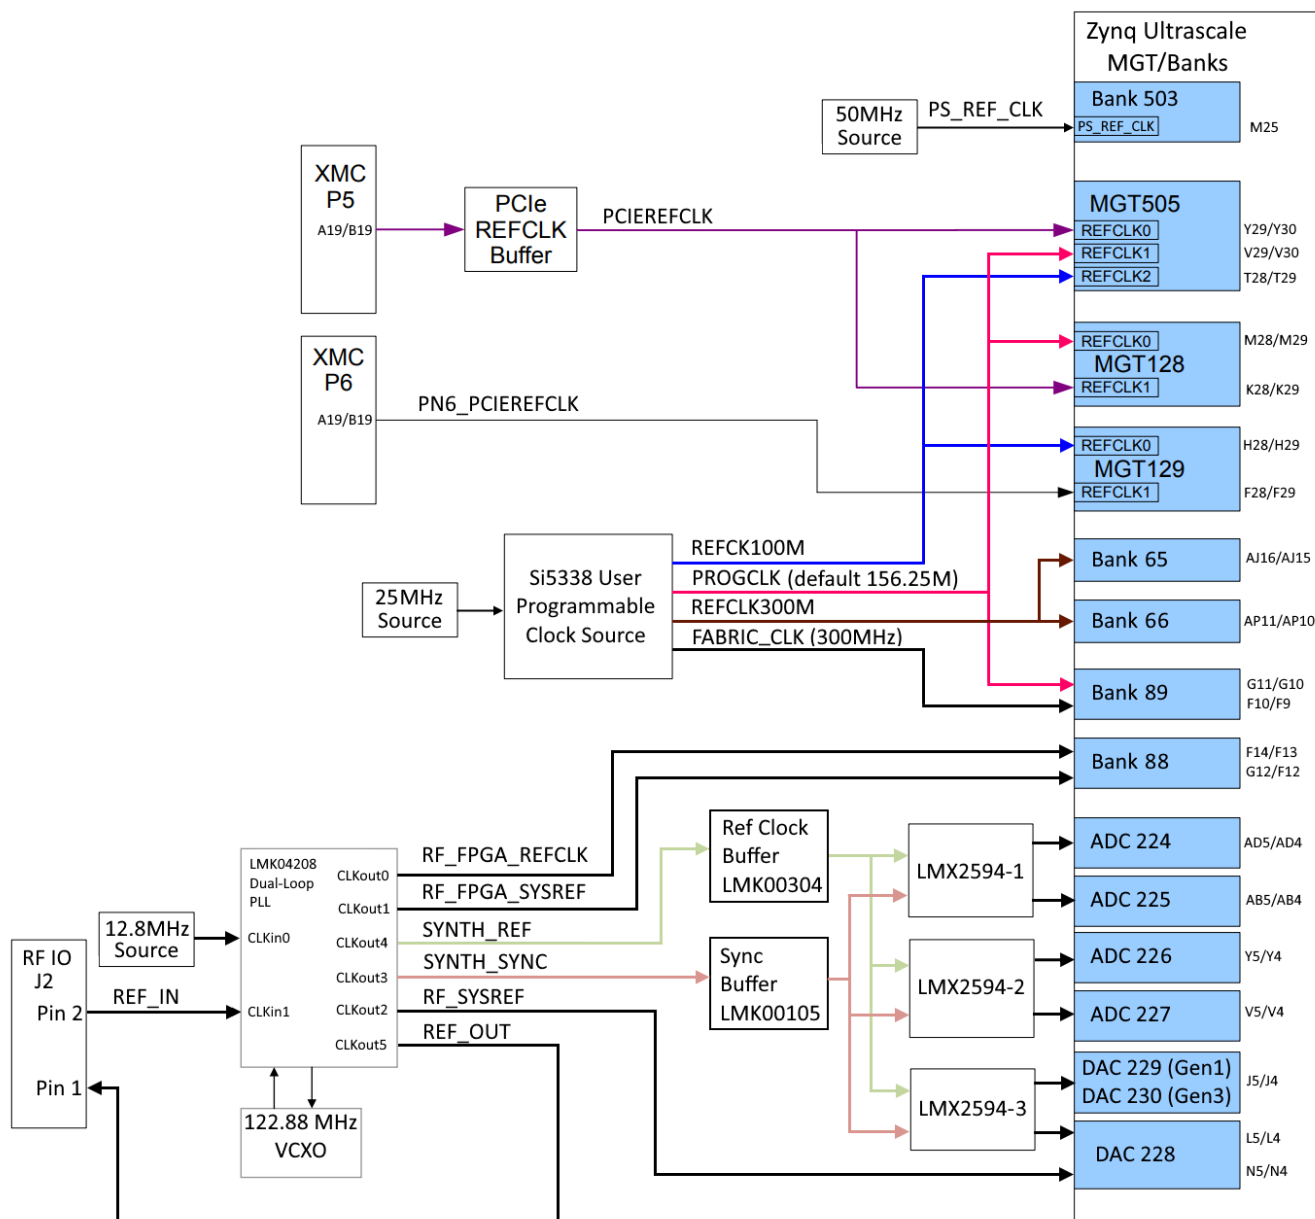 Zynq Ultrascale
MGT/Banks
Bank 503
PS_REF_CLK
M25
50MHz
Source
PS_REF_CLK
XMC
P5
A19/B19
PCIe
REFCLK
Buffer
PCIEREFCLK
MGT505
REFCLK0
Y29/Y30
REFCLK1
V29/V30
REFCLK2
T28/T29
XMC
P6
A19/B19
PN6_PCIEREFCLK
REFCLK0
M28/M29
MGT128
REFCLK1
K28/K29
REFCLK0
H28/H29
MGT129
REFCLK1
F28/F29
25MHz
Source
Si5338 User
Programmable
Clock Source
REFCK100M
PROGCLK (default 156.25M)
REFCLK300M
FABRIC_CLK (300MHz)
Bank 65
AJ16/AJ15
Bank 66
AP11/AP10
Bank 89
G11/G10
F10/F9
Bank 88
F14/F13
G12/F12
LMK04208
Dual-Loop
PLL
CLKout0
CLKout1
CLKout4
CLKout3
CLKout2
CLKout5
CLKin0
CLKin1
RF_FPGA_REFCLK
RF_FPGA_SYSREF
SYNTH_REF
SYNTH_SYNC
RF_SYSREF
REF_OUT
12.8MHz
Source
RF IO
J2
Pin 2
Pin 1
REF_IN
122.88 MHz
VCXO
Ref Clock
Buffer
LMK00304
Sync
Buffer
LMK00105
LMX2594-1
LMX2594-2
LMX2594-3
ADC 224
AD5/AD4
ADC 225
AB5/AB4
ADC 226
Y5/Y4
ADC 227
V5/V4
DAC 229 (Gen1)
DAC 230 (Gen3)
J5/J4
DAC 228
L5/L4
N5/N4